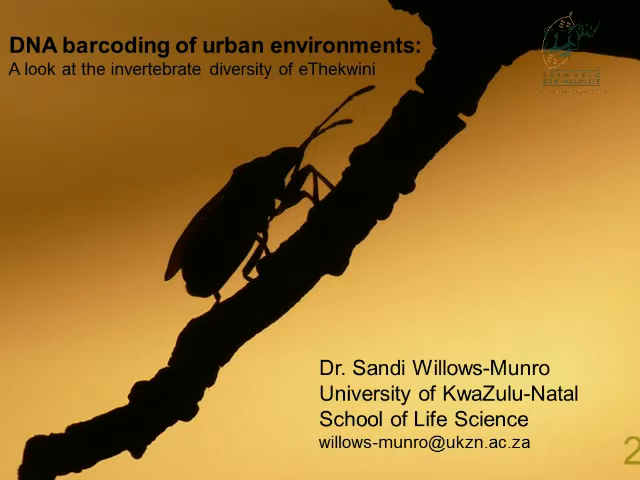 DNA barcoding of urban environments:
A look at the invertebrate diversity of eThekwini
Dr. Sandi Willows-Munro
University of KwaZulu-Natal
School of Life Science
willows-munro@ukzn.ac.za
2